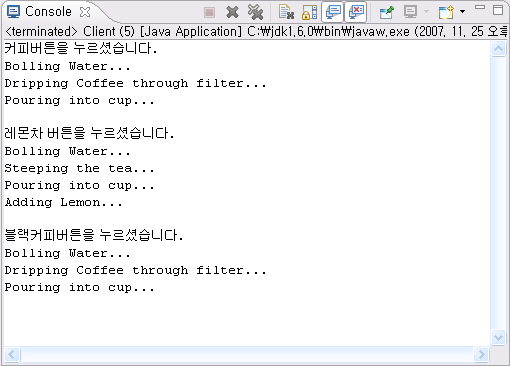 Console
<terminated> Client (5) [Java Application] C:₩jdk1,6,0₩bin₩javaw,exe (2007, 11, 25 오후
커피버튼을 누르셨습니다.
Bolling Water...
Dripping Coffee through filter...
Pouring into cup...
레몬차 버튼을 누르셨습니다.
Bolling Water...
Steeping the tea...
Pouring into cup...
Adding Lemon...
블랙커피버튼을 누르셨습니다.
Bolling Water...
Dripping Coffee through filter...
Pouring into cup...